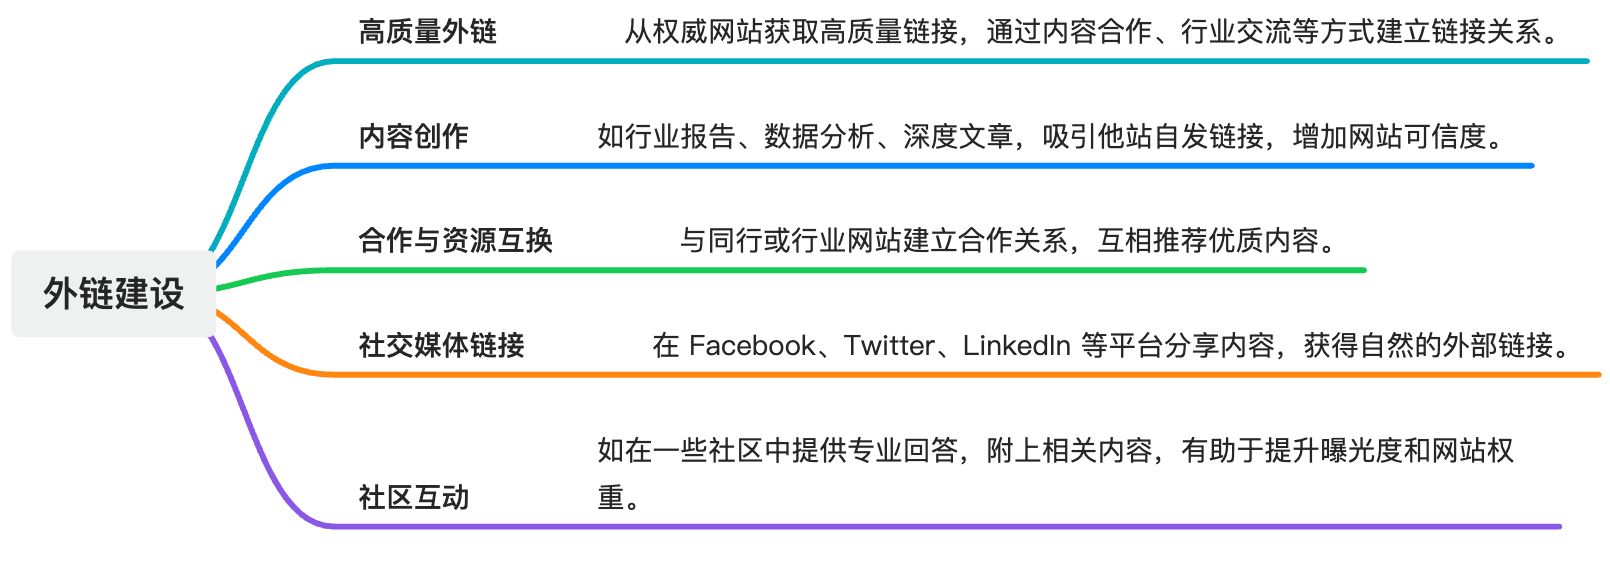 高质量外链 从权威网站获取高质量链接，通过内容合作、行业交流等方式建立链接关系。
内容创作 如行业报告、数据分析、深度文章，吸引他站自发链接，增加网站可信度。
合作与资源互换 与同行或行业网站建立合作关系，互相推荐优质内容。
外链建设
社交媒体链接 在 Facebook、Twitter、LinkedIn 等平台分享内容，获得自然的外部链接。
社区互动 如在一些社区中提供专业回答，附上相关内容，有助于提升曝光度和网站权
重。